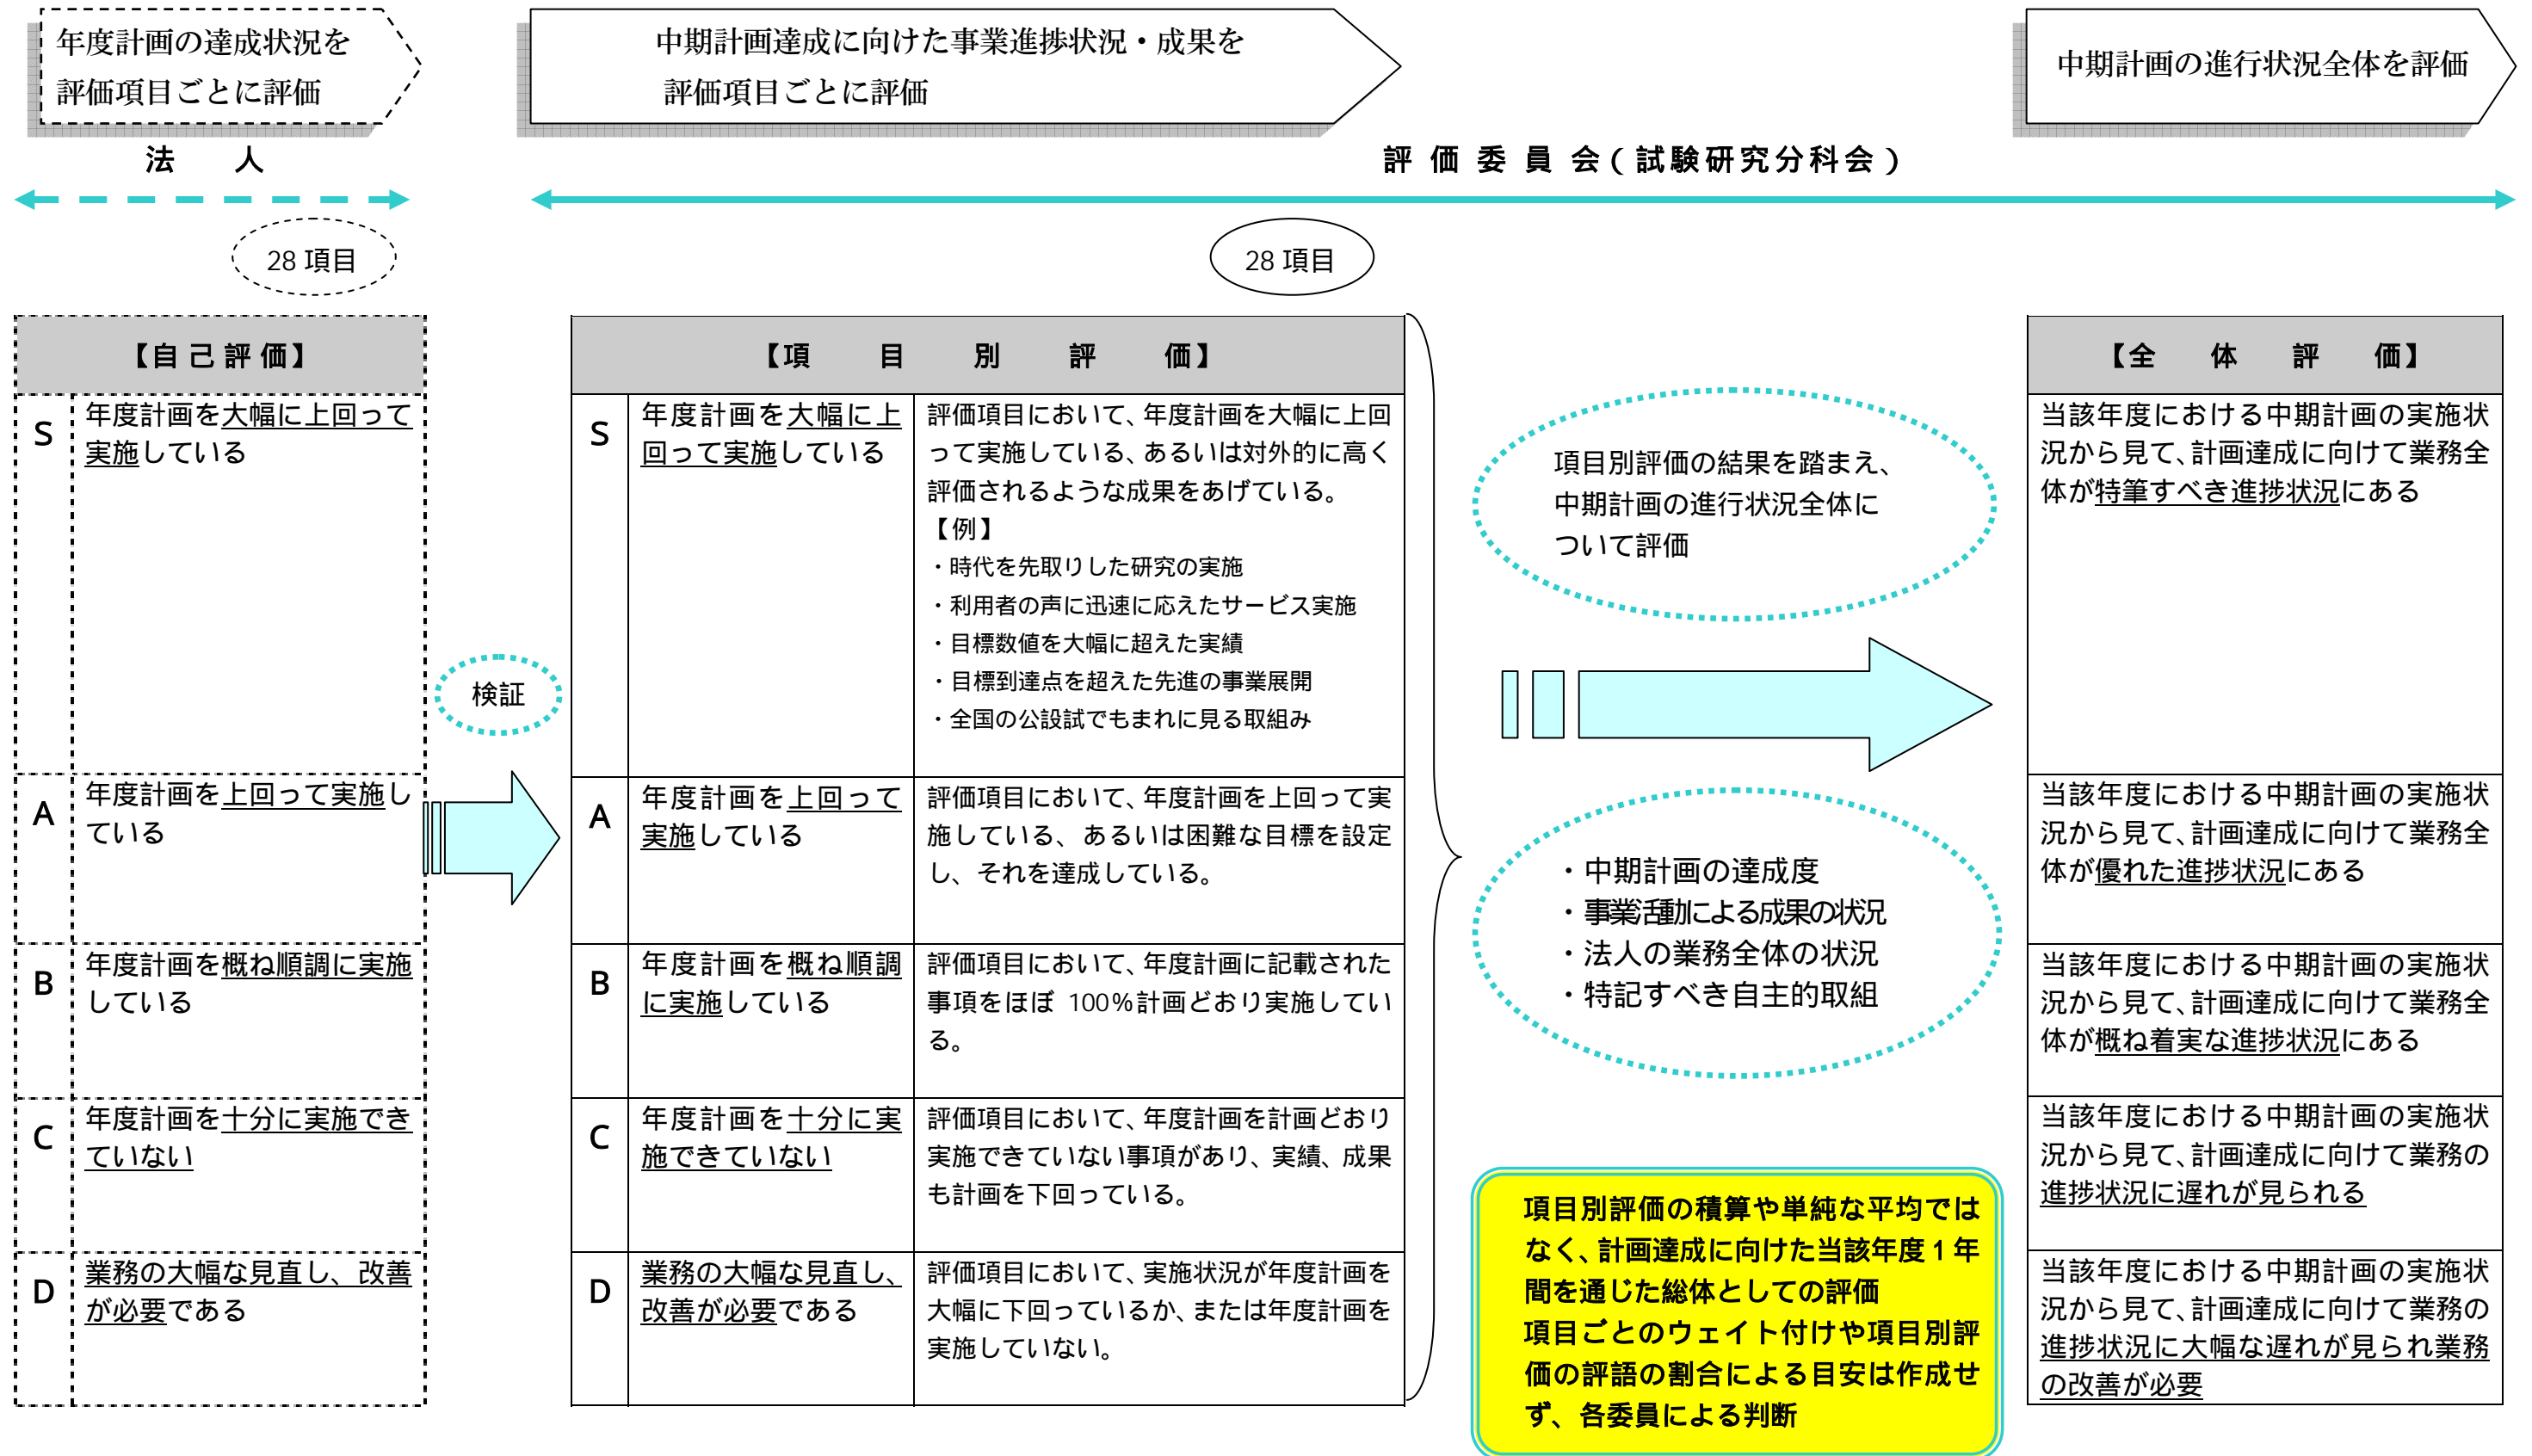 年度計画の達成状況を
評価項目ごとに評価
中期計画達成に向けた事業進捗状況・成果を
評価項目ごとに評価
中期計画の進行状況全体を評価
法　人
評価委員会(試験研究分科会)
28 項目
28 項目
【自己評価】
S
年度計画を大幅に上回って
実施している
A
年度計画を上回って実施し
ている
B
年度計画を概ね順調に実施
している
C
年度計画を十分に実施でき
ていない
D
業務の大幅な見直し、改善
が必要である
検証
【項目別評価】
S
年度計画を大幅に上
回って実施している
評価項目において、年度計画を大幅に上回
って実施している、あるいは対外的に高く
評価されるような成果をあげている。
【例】
・時代を先取りした研究の実施
・利用者の声に迅速に応えたサービス実施
・目標数値を大幅に超えた実績
・目標到達点を超えた先進の事業展開
・全国の公設試でもまれに見る取組み
A
年度計画を上回って
実施している
評価項目において、年度計画を上回って実
施している、あるいは困難な目標を設定
し、それを達成している。
B
年度計画を概ね順調
に実施している
評価項目において、年度計画に記載された
事項をほぼ 100%計画どおり実施してい
る。
C
年度計画を十分に実
施できていない
評価項目において、年度計画を計画どおり
実施できていない事項があり、実績、成果
も計画を下回っている。
D
業務の大幅な見直し、
改善が必要である
評価項目において、実施状況が年度計画を
大幅に下回っているか、または年度計画を
実施していない。
項目別評価の結果を踏まえ、
中期計画の進行状況全体に
ついて評価
・中期計画の達成度
・事業活動による成果の状況
・法人の業務全体の状況
・特記すべき自主的取組
項目別評価の積算や単純な平均では
なく、計画達成に向けた当該年度1年
間を通じた総体としての評価
項目ごとのウェイト付けや項目別評
価の評語の割合による目安は作成せ
ず、各委員による判断
【全体評価】
当該年度における中期計画の実施状
況から見て、計画達成に向けて業務全
体が特筆すべき進捗状況にある
当該年度における中期計画の実施状
況から見て、計画達成に向けて業務全
体が優れた進捗状況にある
当該年度における中期計画の実施状
況から見て、計画達成に向けて業務全
体が概ね着実な進捗状況にある
当該年度における中期計画の実施状
況から見て、計画達成に向けて業務の
進捗状況に遅れが見られる
当該年度における中期計画の実施状
況から見て、計画達成に向けて業務の
進捗状況に大幅な遅れが見られ業務
の改善が必要